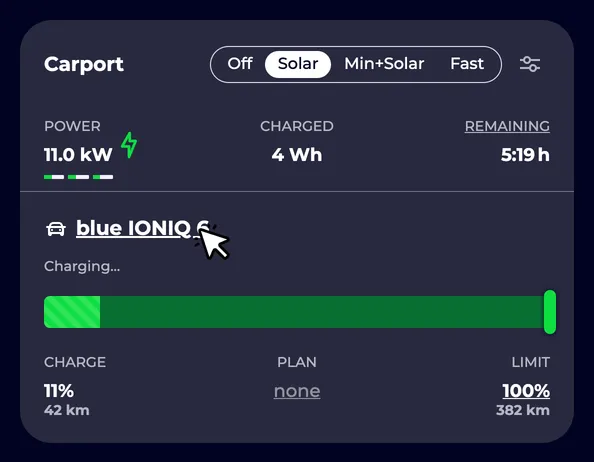 Carport Off Solar Min+Solar Fast
POWER CHARGED REMAINING
11.0 kW 4 Wh 5:19 h
blue IONIQ 6
Charging...
CHARGE PLAN LIMIT
11% none 100%
42 km 382 km